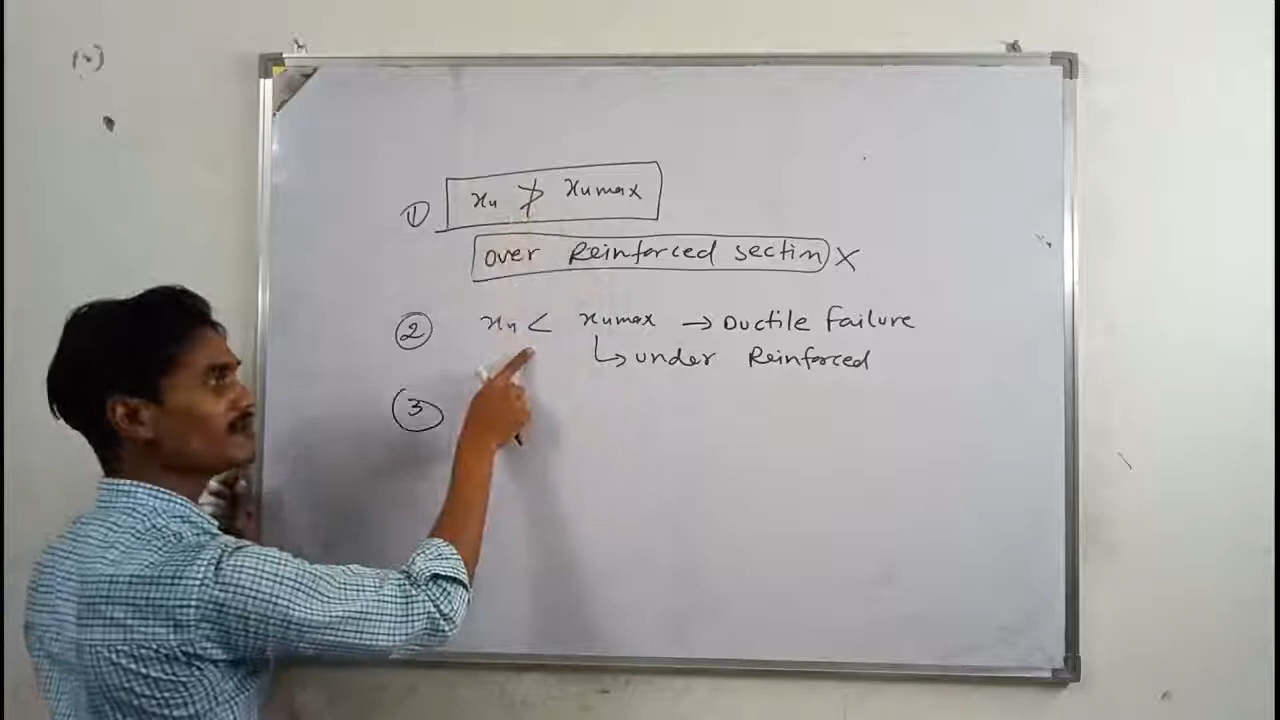 ① xu ≯ xumax
over Reinforced section X
② xu < xumax → Ductile failure
↳ under Reinforced
③